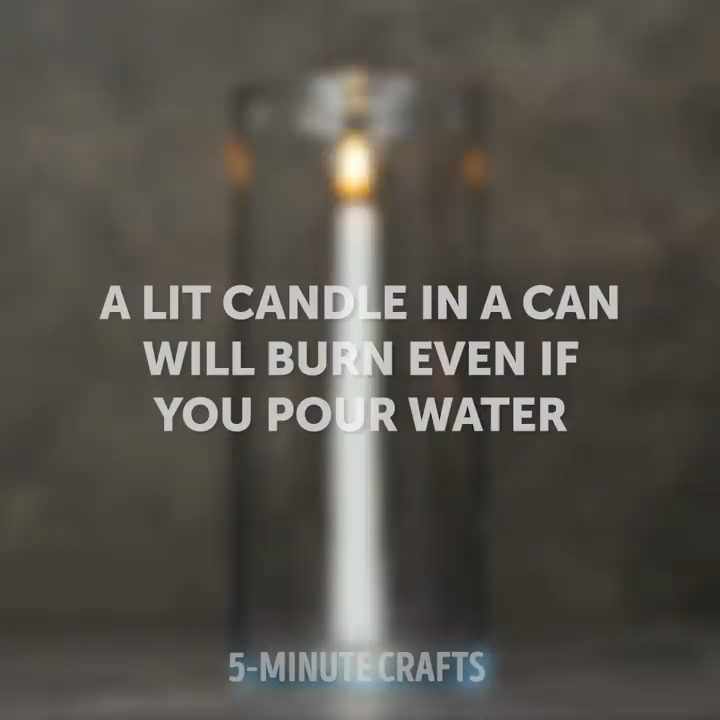 A LIT CANDLE IN A CAN
WILL BURN EVEN IF
YOU POUR WATER
5-MINUTE CRAFTS